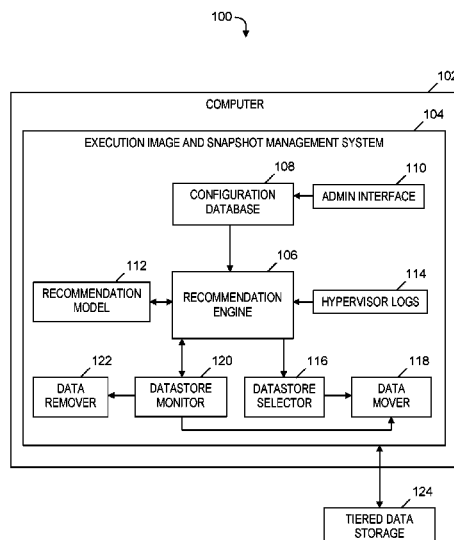 100
102
COMPUTER
104
EXECUTION IMAGE AND SNAPSHOT MANAGEMENT SYSTEM
108
CONFIGURATION
DATABASE
110
ADMIN INTERFACE
112
RECOMMENDATION
MODEL
106
RECOMMENDATION
ENGINE
114
HYPERVISOR LOGS
122
DATA
REMOVER
120
DATASTORE
MONITOR
116
DATASTORE
SELECTOR
118
DATA
MOVER
124
TIERED DATA
STORAGE